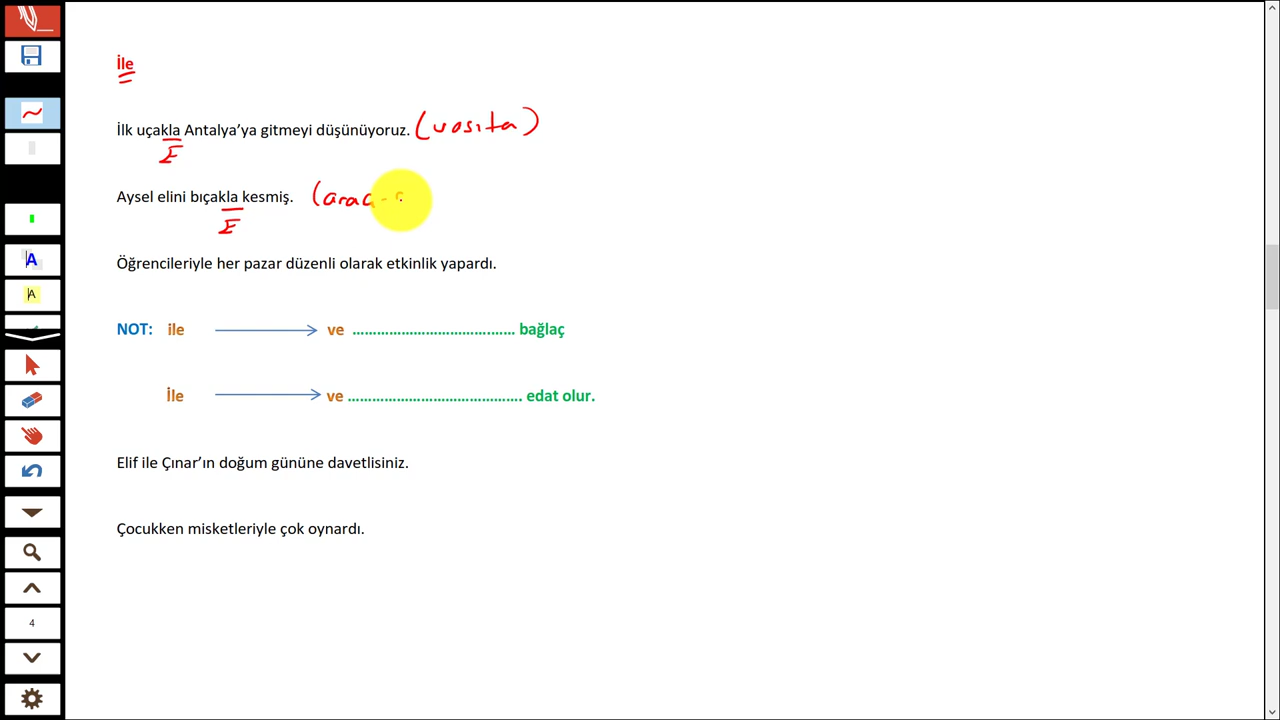 İle
İlk uçakla Antalya'ya gitmeyi düşünüyoruz. (vasıta)
E
Aysel elini bıçakla kesmiş. (araç-
E
Öğrencileriyle her pazar düzenli olarak etkinlik yapardı.
NOT: ile ve ………………………………… bağlaç
İle ve …………………………………. edat olur.
Elif ile Çınar'ın doğum gününe davetlisiniz.
Çocukken misketleriyle çok oynardı.
A
A
4